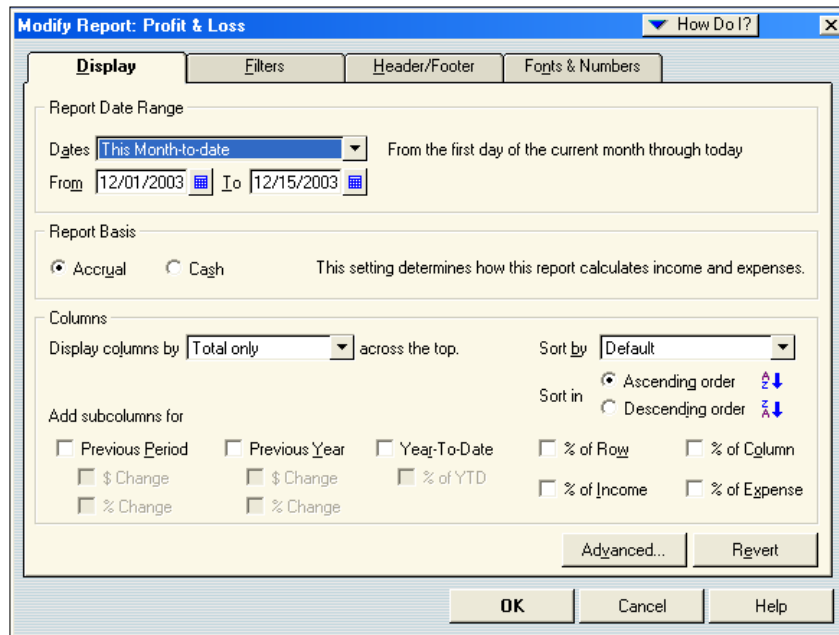 Modify Report: Profit & Loss How Do I? X
Display Filters Header/Footer Fonts & Numbers
Report Date Range
Dates This Month-to-date From the first day of the current month through today
From 12/01/2003 To 12/15/2003
Report Basis
Accrual Cash This setting determines how this report calculates income and expenses.
Columns
Display columns by Total only across the top. Sort by Default
Sort in Ascending order AZ
Descending order ZA
Add subcolumns for
Previous Period Previous Year Year-To-Date % of Row % of Column
$ Change $ Change % of YTD
% of Income % of Expense
% Change % Change
Advanced... Revert
OK Cancel Help